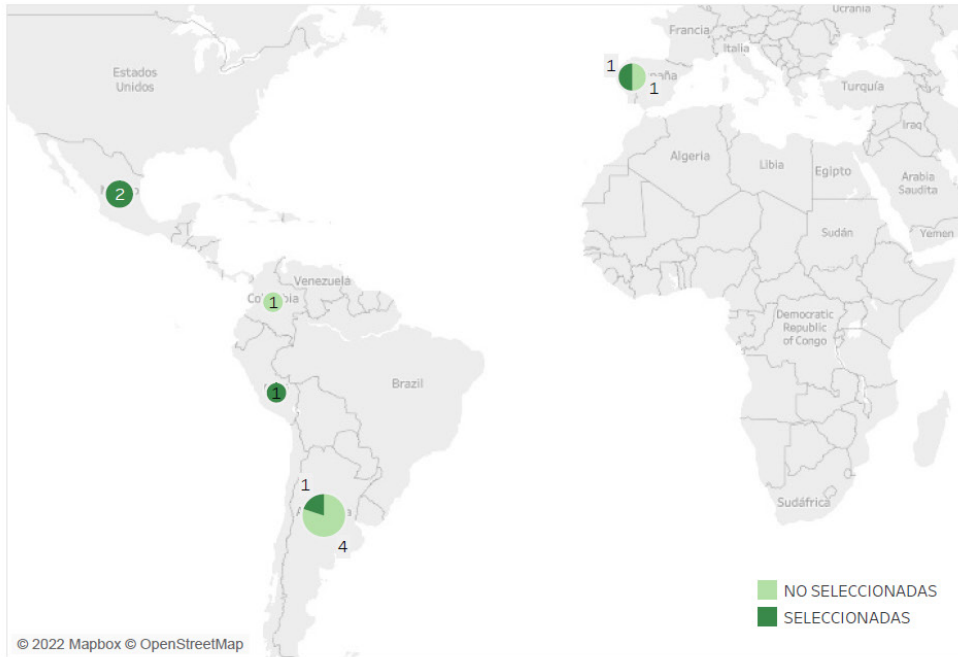 Ucrania
Francia
Italia
Estados
Unidos
1
1
Turquía
Iraq
Argelia
Libia
Egipto
Arabia
Saudita
2
Sudán
Yemen
Venezuela
1
Democratic
Republic
of Congo
Brazil
1
1
4
Sudáfrica
NO SELECCIONADAS
SELECCIONADAS
© 2022 Mapbox © OpenStreetMap